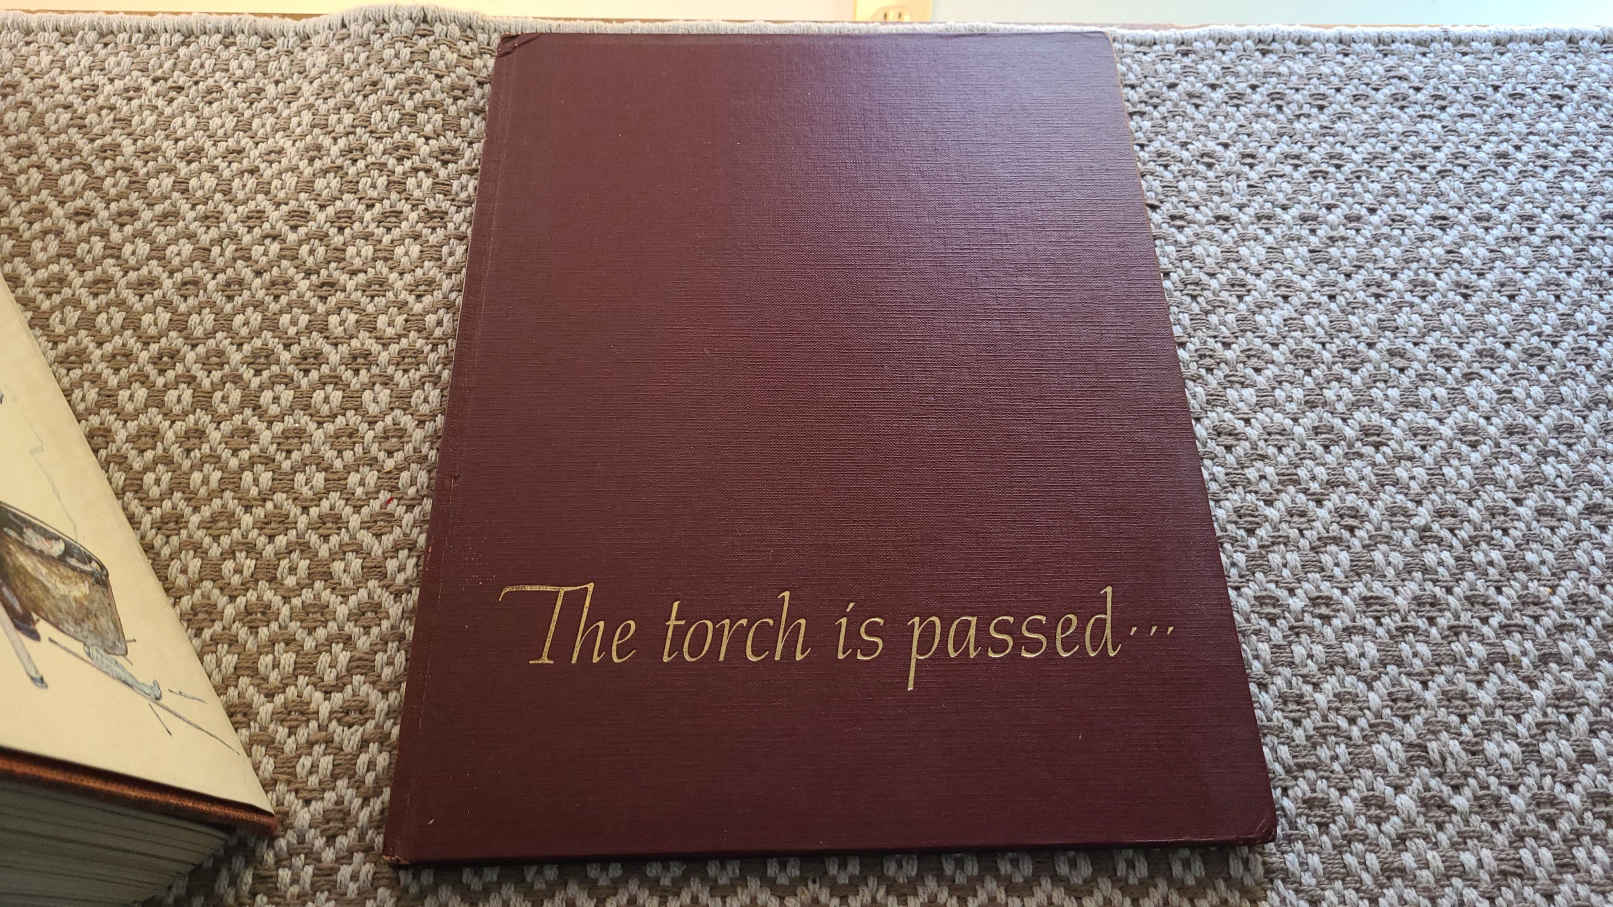 The torch is passed...